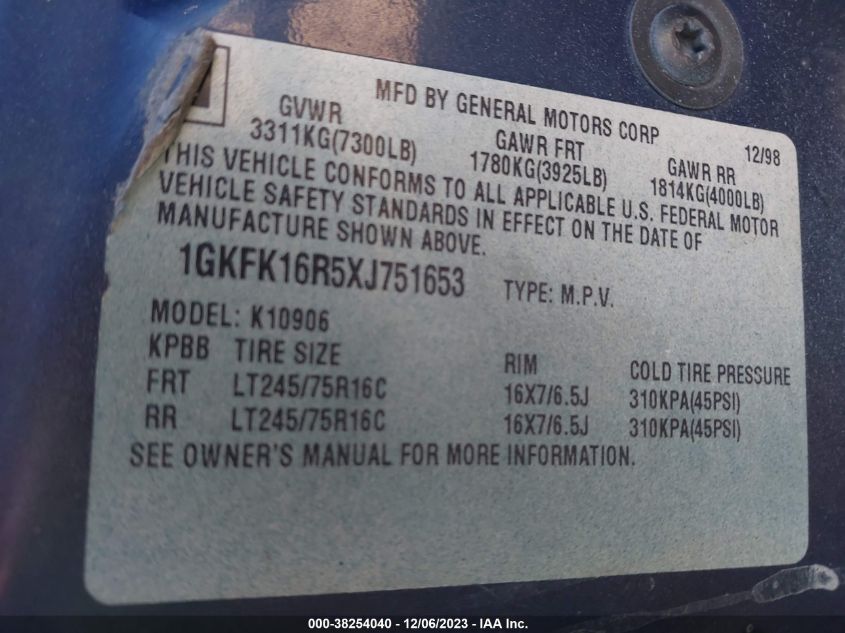 MFD BY GENERAL MOTORS CORP 12/98
GVWR GAWR FRT GAWR RR
3311KG(7300LB) 1780KG(3925LB) 1814KG(4000LB)
THIS VEHICLE CONFORMS TO ALL APPLICABLE U.S. FEDERAL MOTOR
VEHICLE SAFETY STANDARDS IN EFFECT ON THE DATE OF
MANUFACTURE SHOWN ABOVE.
1GKFK16R5XJ751653 TYPE: M.P.V.
MODEL: K10906
KPBB TIRE SIZE RIM COLD TIRE PRESSURE
FRT LT245/75R16C 16X7/6.5J 310KPA(45PSI)
RR LT245/75R16C 16X7/6.5J 310KPA(45PSI)
SEE OWNER'S MANUAL FOR MORE INFORMATION.
000-38254040 - 12/06/2023 - IAA Inc.